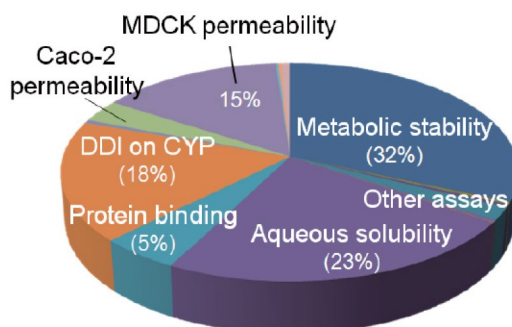 MDCK permeability
Caco-2
permeability
15%
Metabolic stability
(32%)
DDI on CYP
(18%)
Other assays
Protein binding
(5%)
Aqueous solubility
(23%)